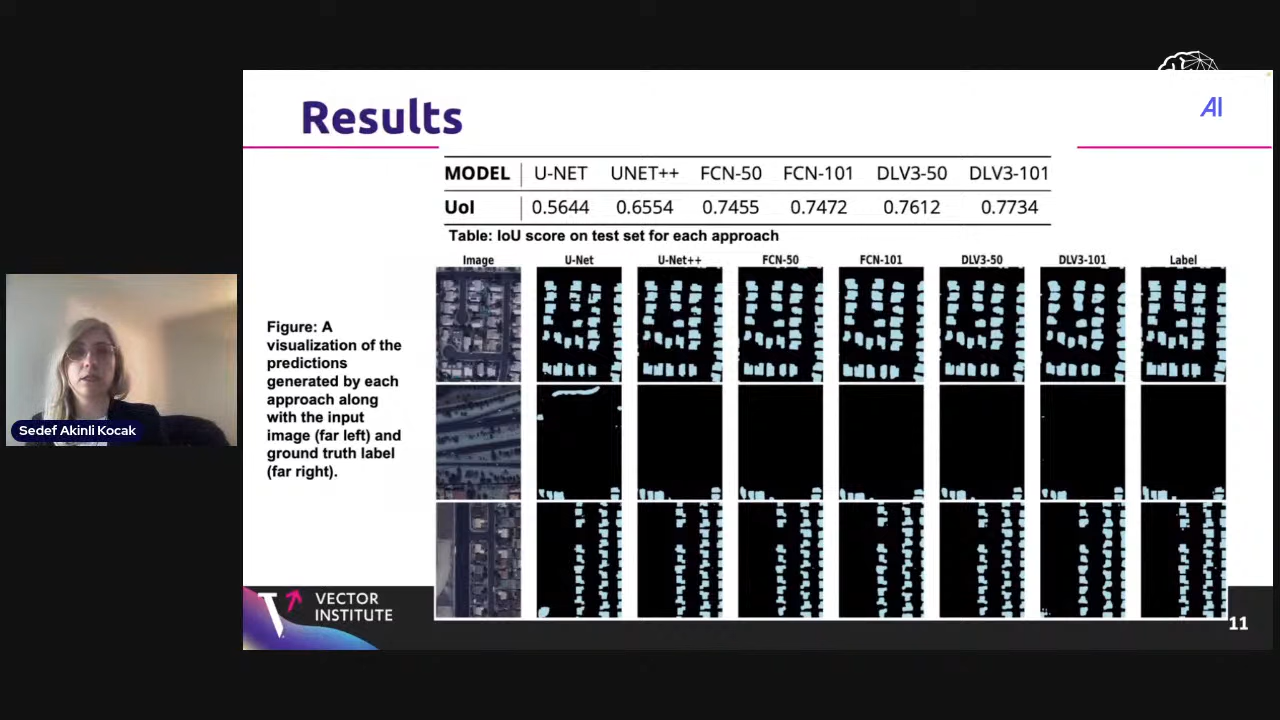 AI
Results
MODEL U-NET UNET++ FCN-50 FCN-101 DLV3-50 DLV3-101
UoI 0.5644 0.6554 0.7455 0.7472 0.7612 0.7734
Table: IoU score on test set for each approach
Image U-Net U-Net++ FCN-50 FCN-101 DLV3-50 DLV3-101 Label
Figure: A
visualization of the
predictions
generated by each
approach along
with the input
image (far left) and
ground truth label
(far right).
Sedef Akinli Kocak
VECTOR
INSTITUTE
11